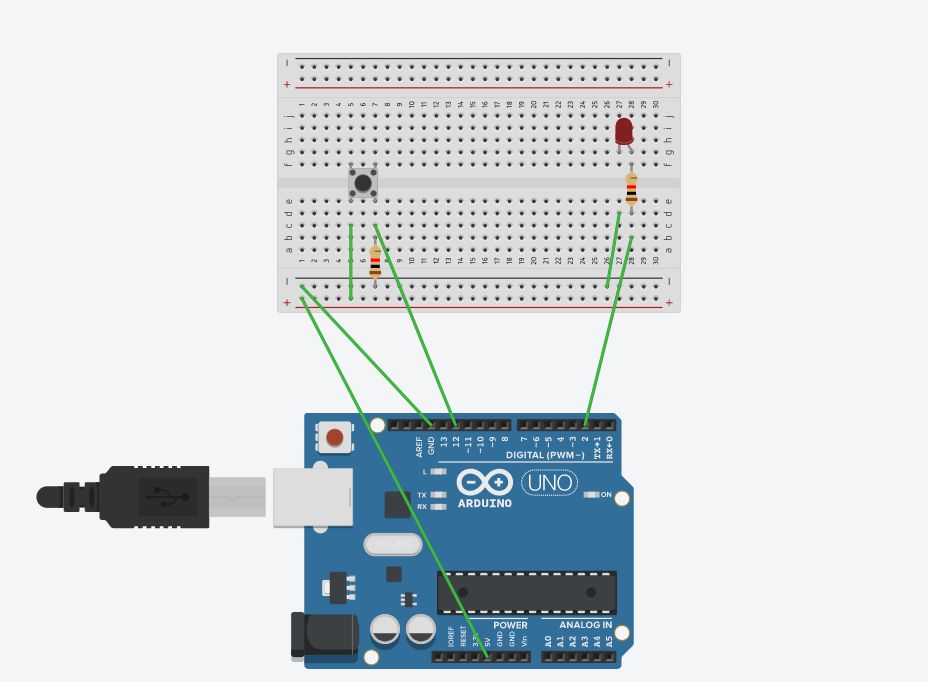 − −
+ +
1 2 3 4 5 6 7 8 9 10 11 12 13 14 15 16 17 18 19 20 21 22 23 24 25 26 27 28 29 30
j j
i i
h h
g g
f f
e e
d d
c c
b b
a a
1 2 3 4 5 6 7 8 9 10 11 12 13 14 15 16 17 18 19 20 21 22 23 24 25 26 27 28 29 30
− −
+ +
AREF GND 13 12 ~11 ~10 ~9 8 7 ~6 ~5 4 ~3 2 TX→1 RX←0
DIGITAL (PWM~)
L
TX
RX
UNO
ARDUINO
ON
POWER ANALOG IN
IOREF RESET 5V GND GND Vin A0 A1 A2 A3 A4 A5